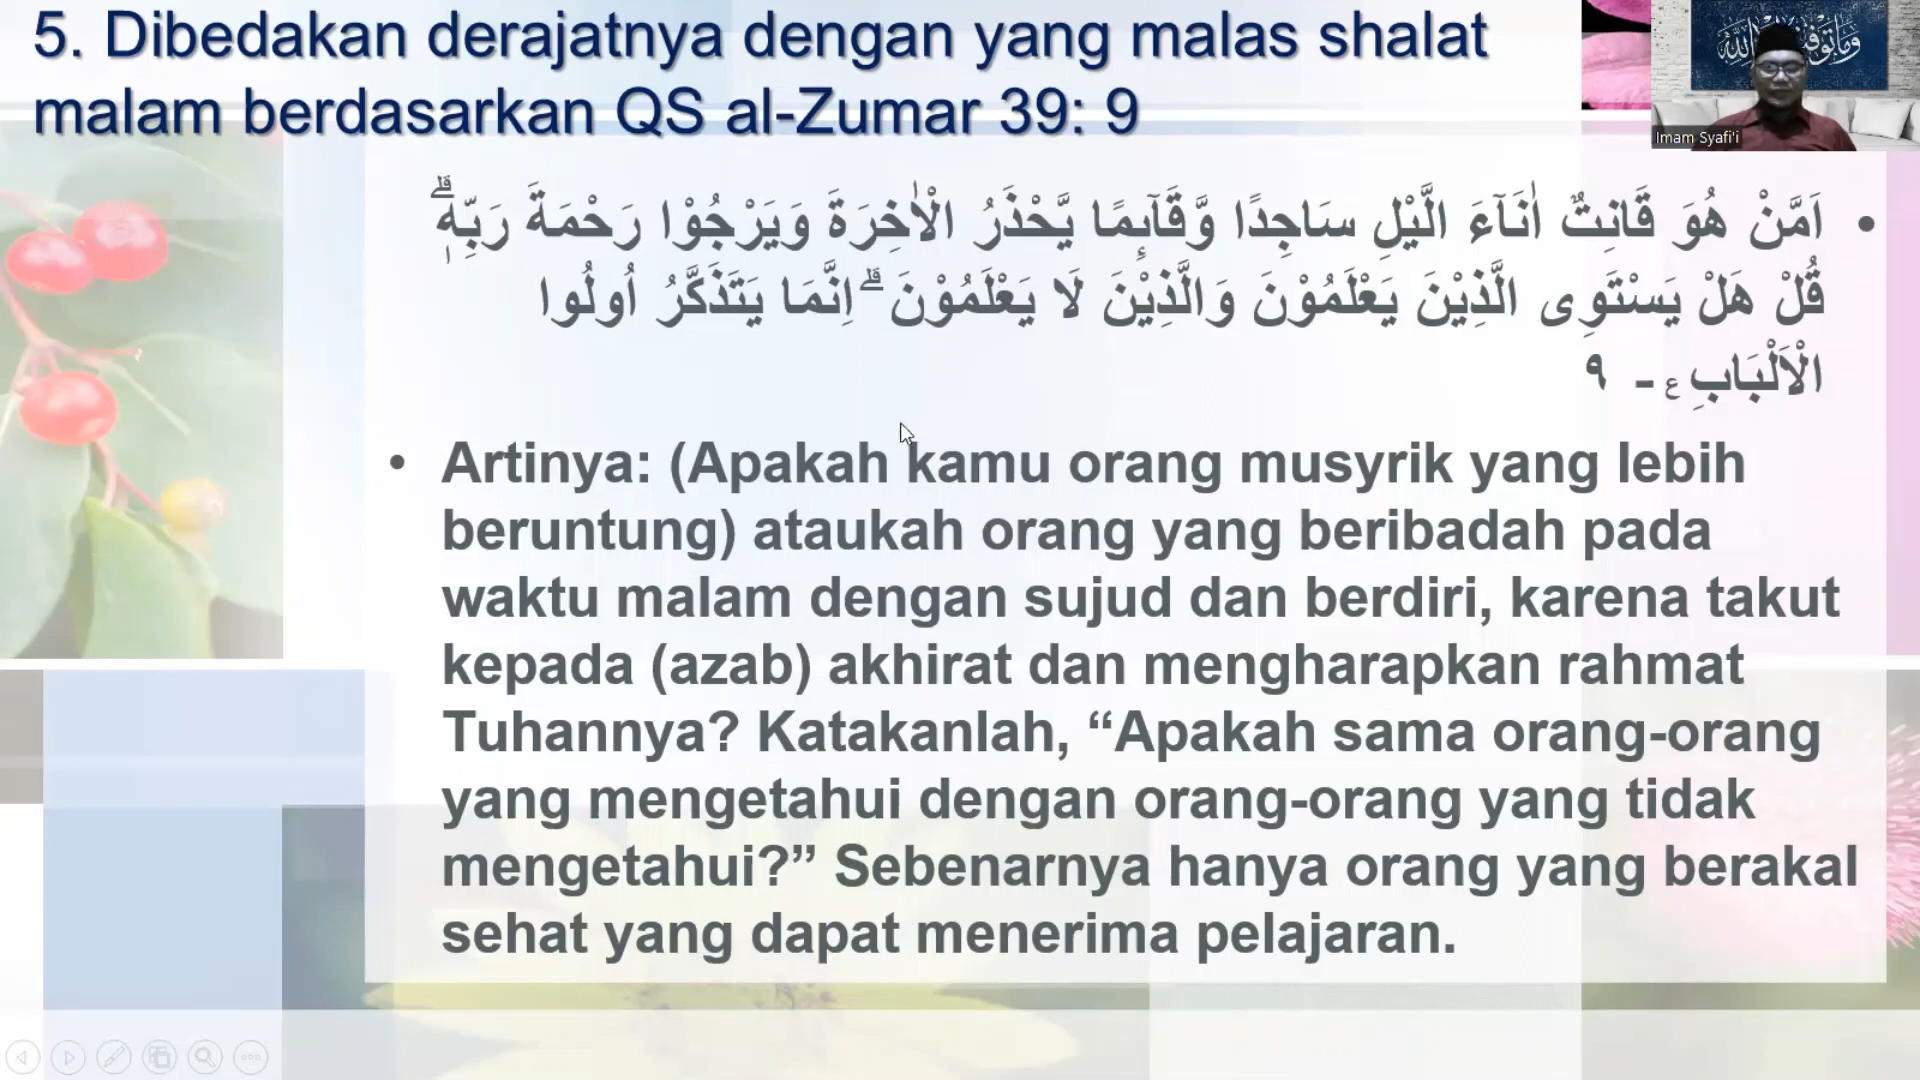 5. Dibedakan derajatnya dengan yang malas shalat
malam berdasarkan QS al-Zumar 39: 9
Imam Syafi'i
• اَمَّنْ هُوَ قَانِتٌ اٰنَاۤءَ الَّيْلِ سَاجِدًا وَّقَاۤىِٕمًا يَّحْذَرُ الْاٰخِرَةَ وَيَرْجُوْا رَحْمَةَ رَبِّهٖۗ
قُلْ هَلْ يَسْتَوِى الَّذِيْنَ يَعْلَمُوْنَ وَالَّذِيْنَ لَا يَعْلَمُوْنَ ۗ اِنَّمَا يَتَذَكَّرُ اُولُوا
الْاَلْبَابِ ع - ٩
• Artinya: (Apakah kamu orang musyrik yang lebih
beruntung) ataukah orang yang beribadah pada
waktu malam dengan sujud dan berdiri, karena takut
kepada (azab) akhirat dan mengharapkan rahmat
Tuhannya? Katakanlah, “Apakah sama orang-orang
yang mengetahui dengan orang-orang yang tidak
mengetahui?” Sebenarnya hanya orang yang berakal
sehat yang dapat menerima pelajaran.